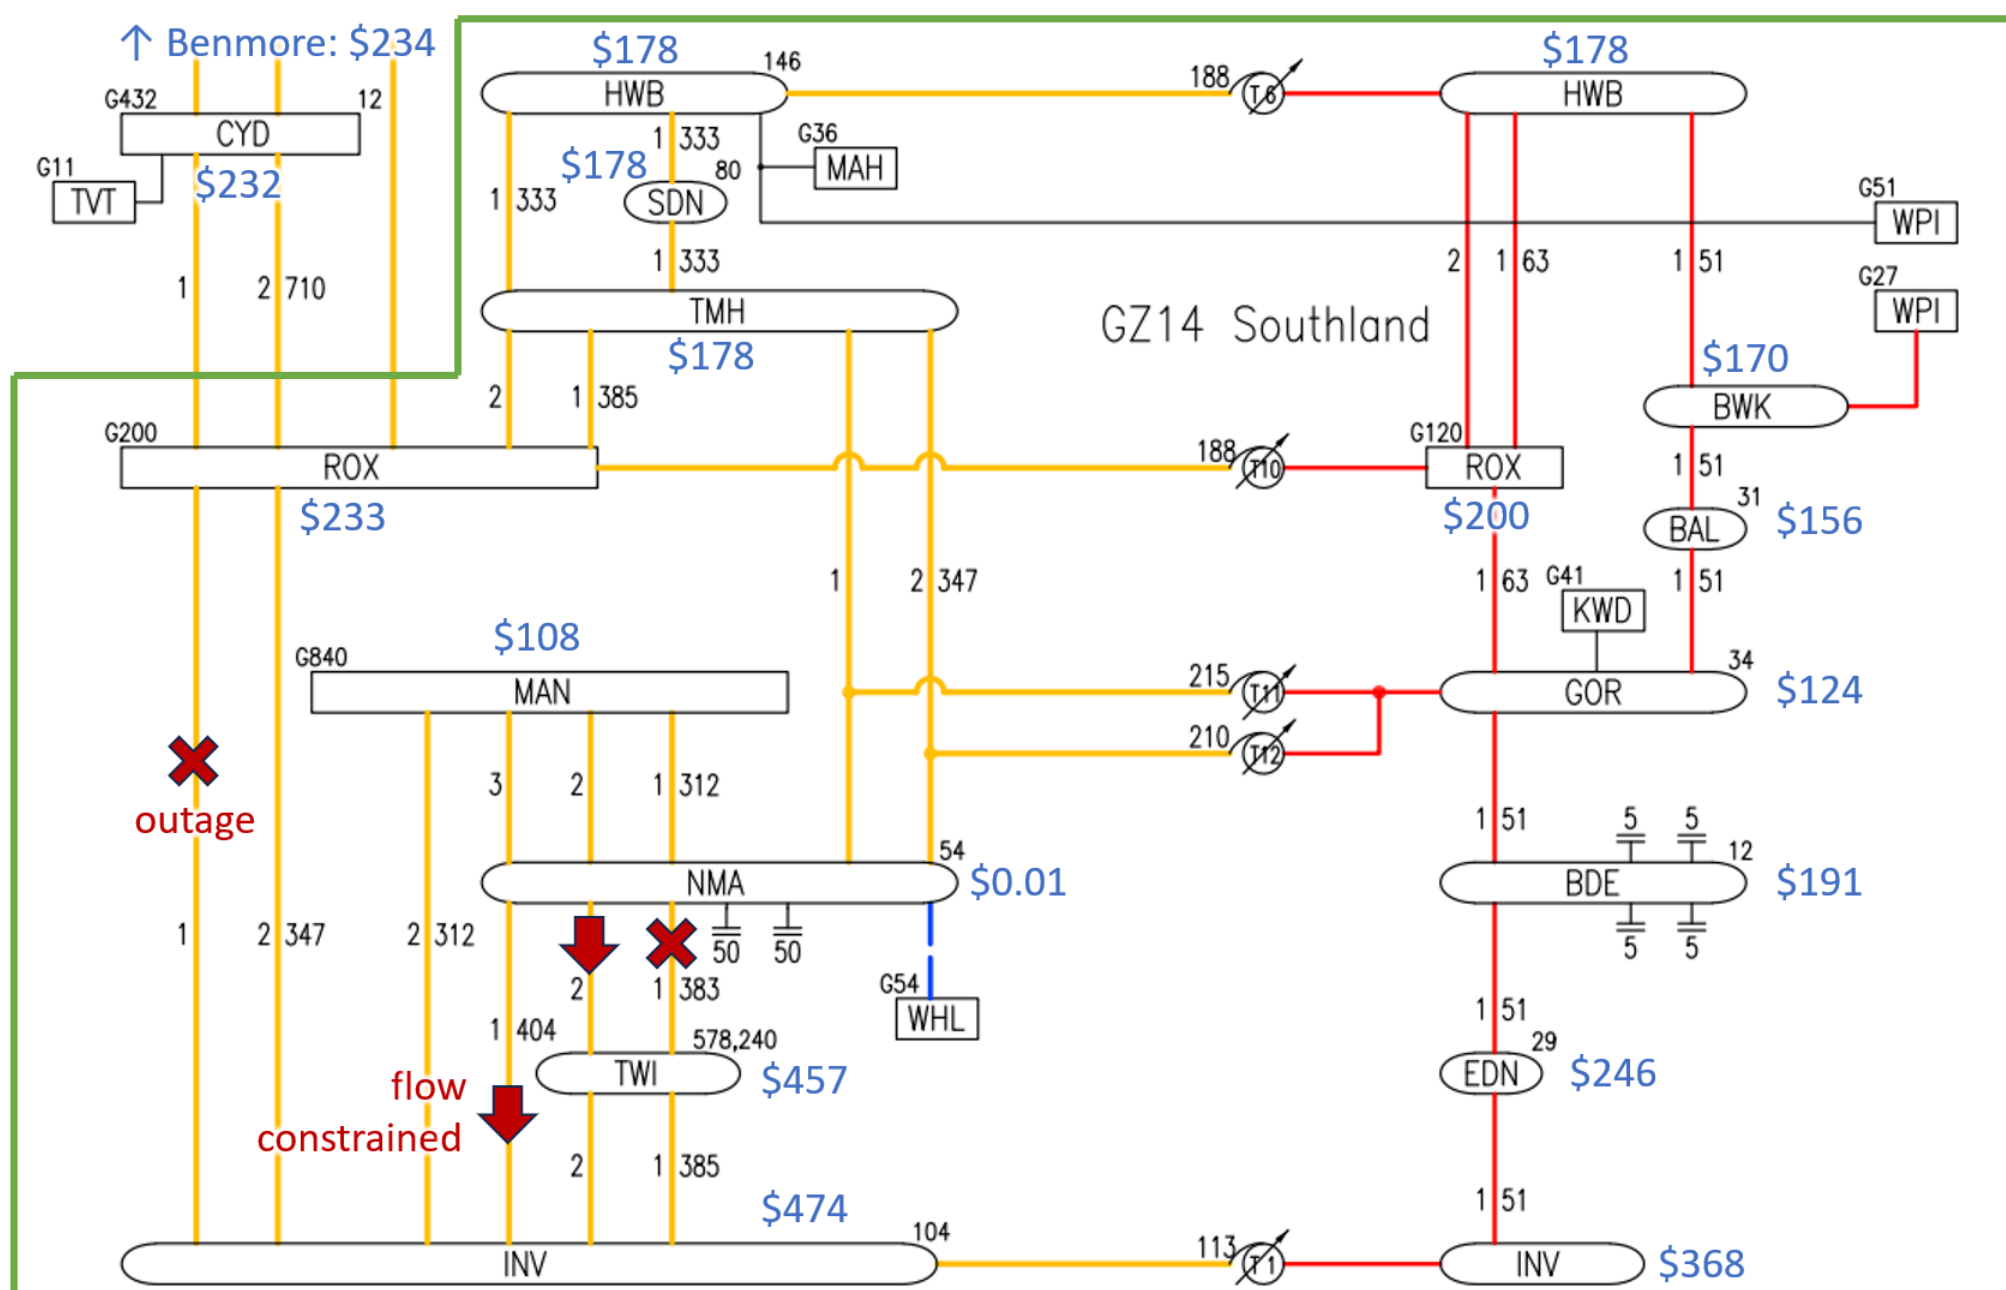 ↑ Benmore: $234
$178
$178
146
188
T6
HWB
HWB
G432
12
CYD
1 333
G36
MAH
G11
TVT
$232
$178
80
SDN
1 333
G51
WPI
1
2 710
1 333
TMH
$178
2
1 63
1 51
G27
WPI
GZ14 Southland
$170
BWK
2
1 385
G200
ROX
$233
188
T10
G120
ROX
$200
1 51
31
BAL
$156
1
2 347
1 63
1 51
G41
KWD
$108
G840
MAN
215
T11
34
GOR
$124
210
T12
outage
3
2
1 312
1 51
5
5
54
NMA
$0.01
12
BDE
$191
50
50
5
5
1
2 347
2 312
2
1 383
G54
WHL
1 404
578,240
TWI
$457
1 51
29
EDN
$246
flow
constrained
2
1 385
1 51
$474
104
INV
113
T1
INV
$368